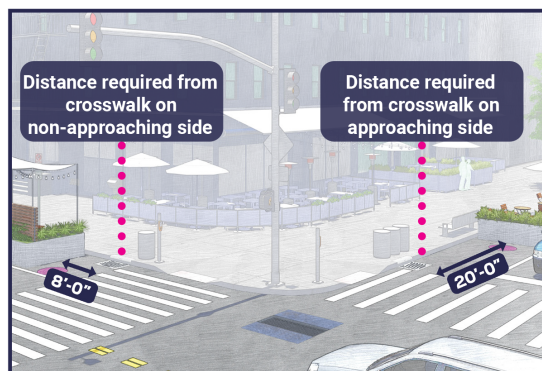 Distance required from
crosswalk on
non-approaching side
Distance required
from crosswalk on
approaching side
8'-0"
20'-0"